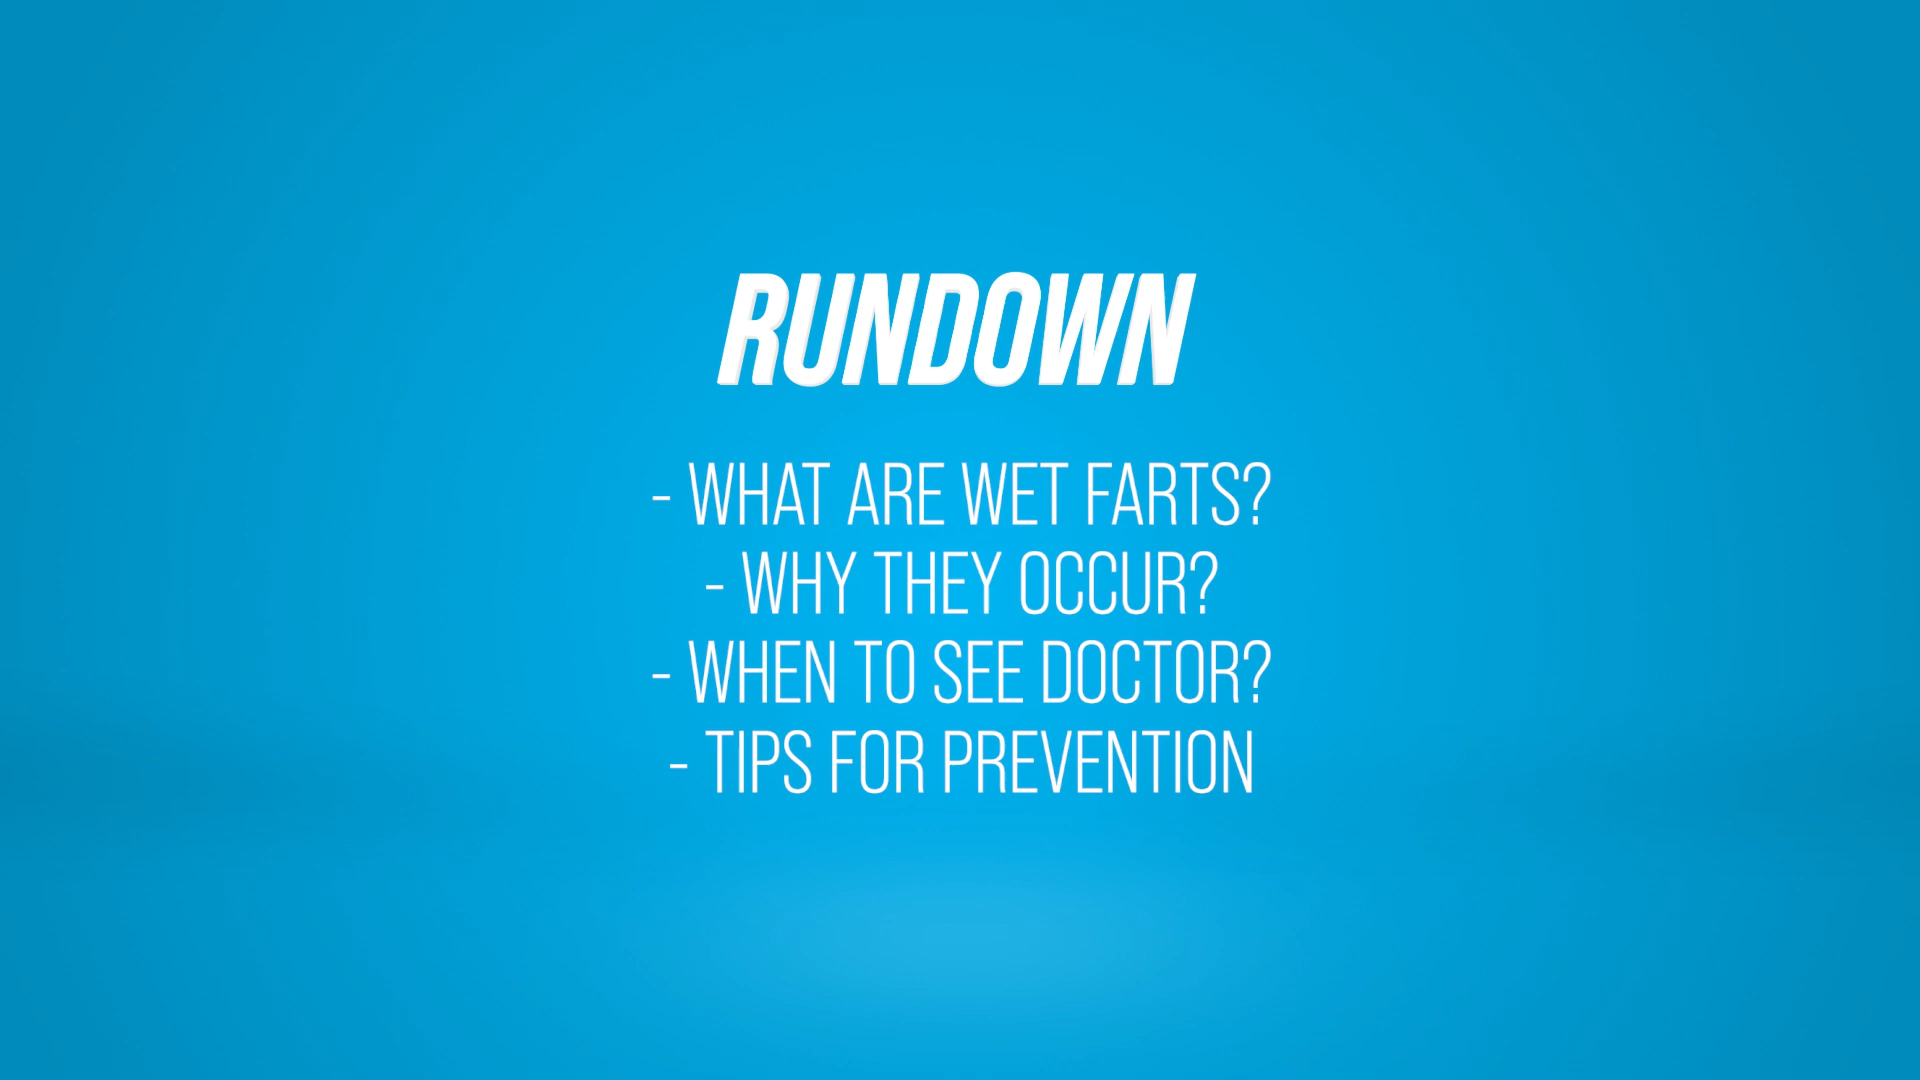 RUNDOWN
- WHAT ARE WET FARTS?
- WHY THEY OCCUR?
- WHEN TO SEE DOCTOR?
- TIPS FOR PREVENTION